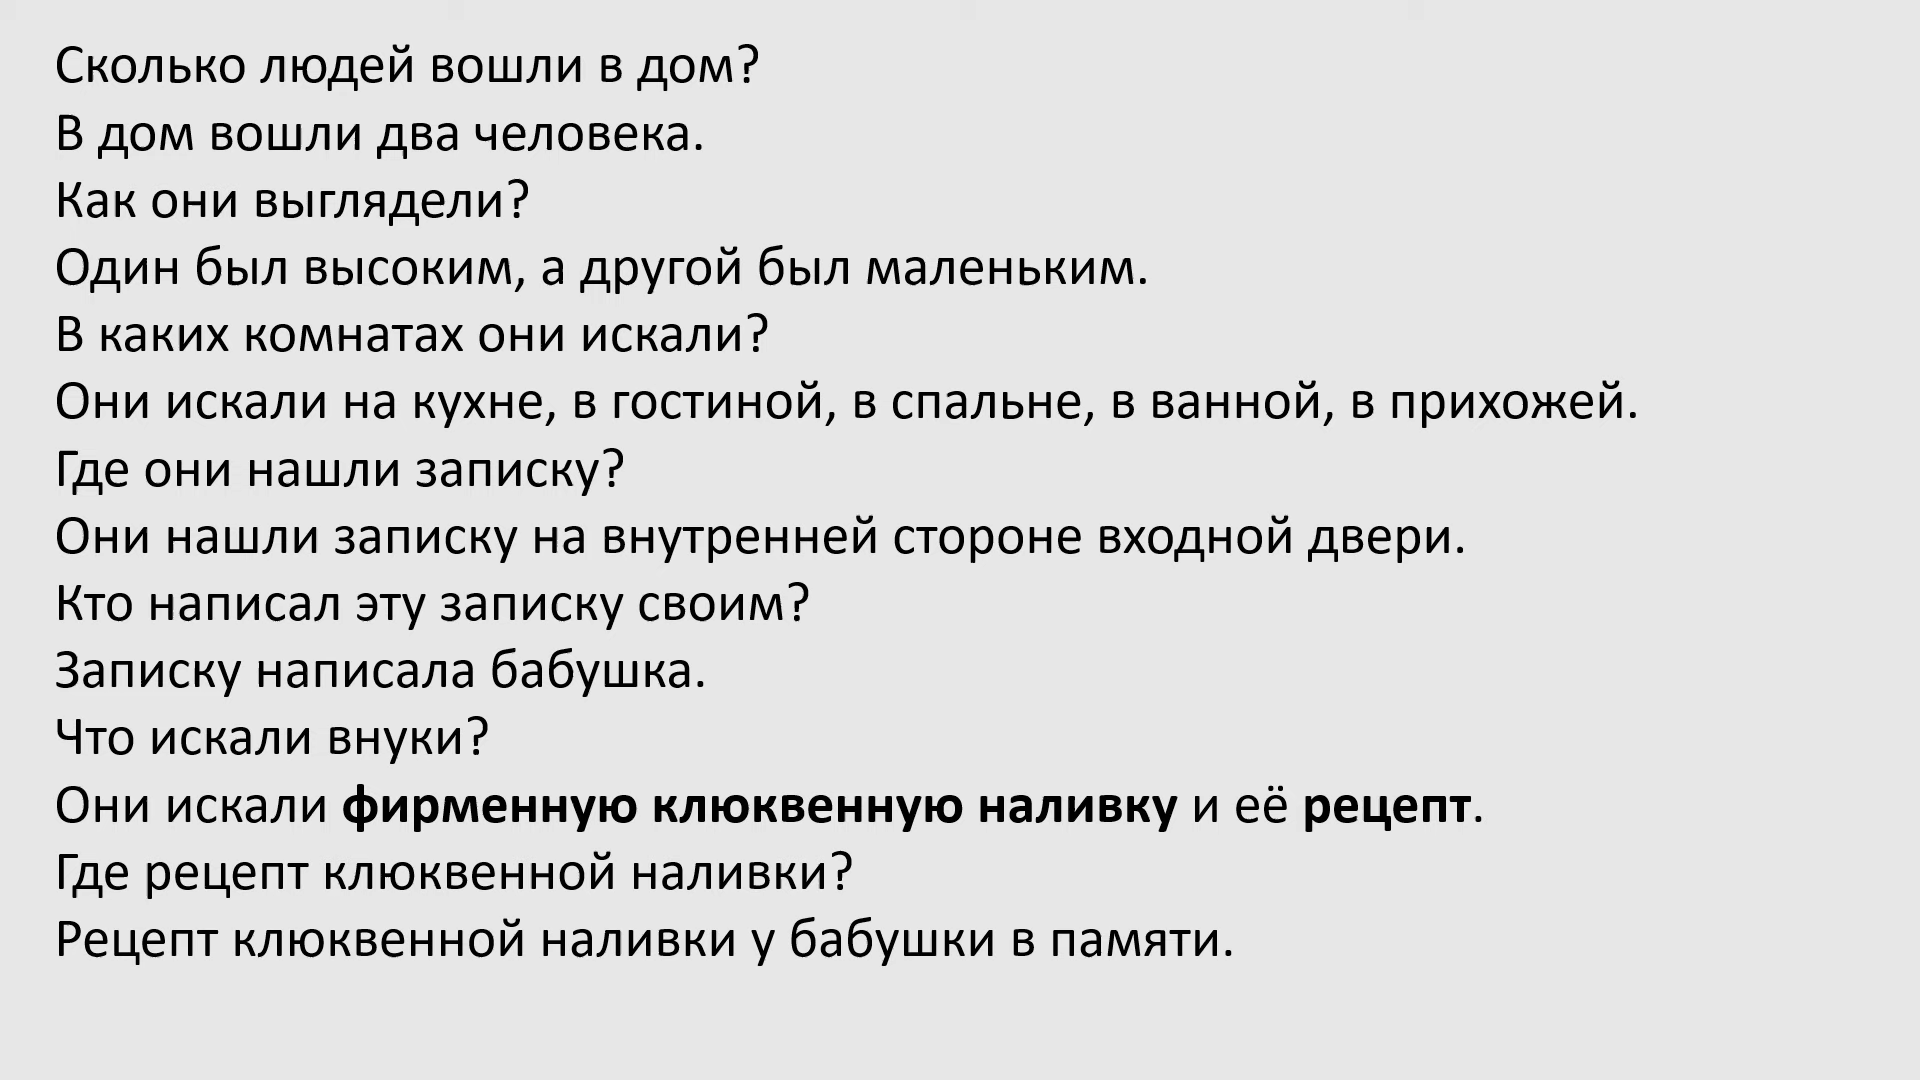 Сколько людей вошли в дом?
В дом вошли два человека.
Как они выглядели?
Один был высоким, а другой был маленьким.
В каких комнатах они искали?
Они искали на кухне, в гостиной, в спальне, в ванной, в прихожей.
Где они нашли записку?
Они нашли записку на внутренней стороне входной двери.
Кто написал эту записку своим?
Записку написала бабушка.
Что искали внуки?
Они искали фирменную клюквенную наливку и её рецепт.
Где рецепт клюквенной наливки?
Рецепт клюквенной наливки у бабушки в памяти.